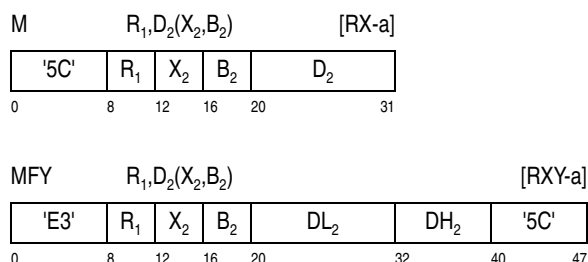 M R₁,D₂(X₂,B₂) [RX-a]
'5C' R₁ X₂ B₂ D₂
0 8 12 16 20 31
MFY R₁,D₂(X₂,B₂) [RXY-a]
'E3' R₁ X₂ B₂ DL₂ DH₂ '5C'
0 8 12 16 20 32 40 47